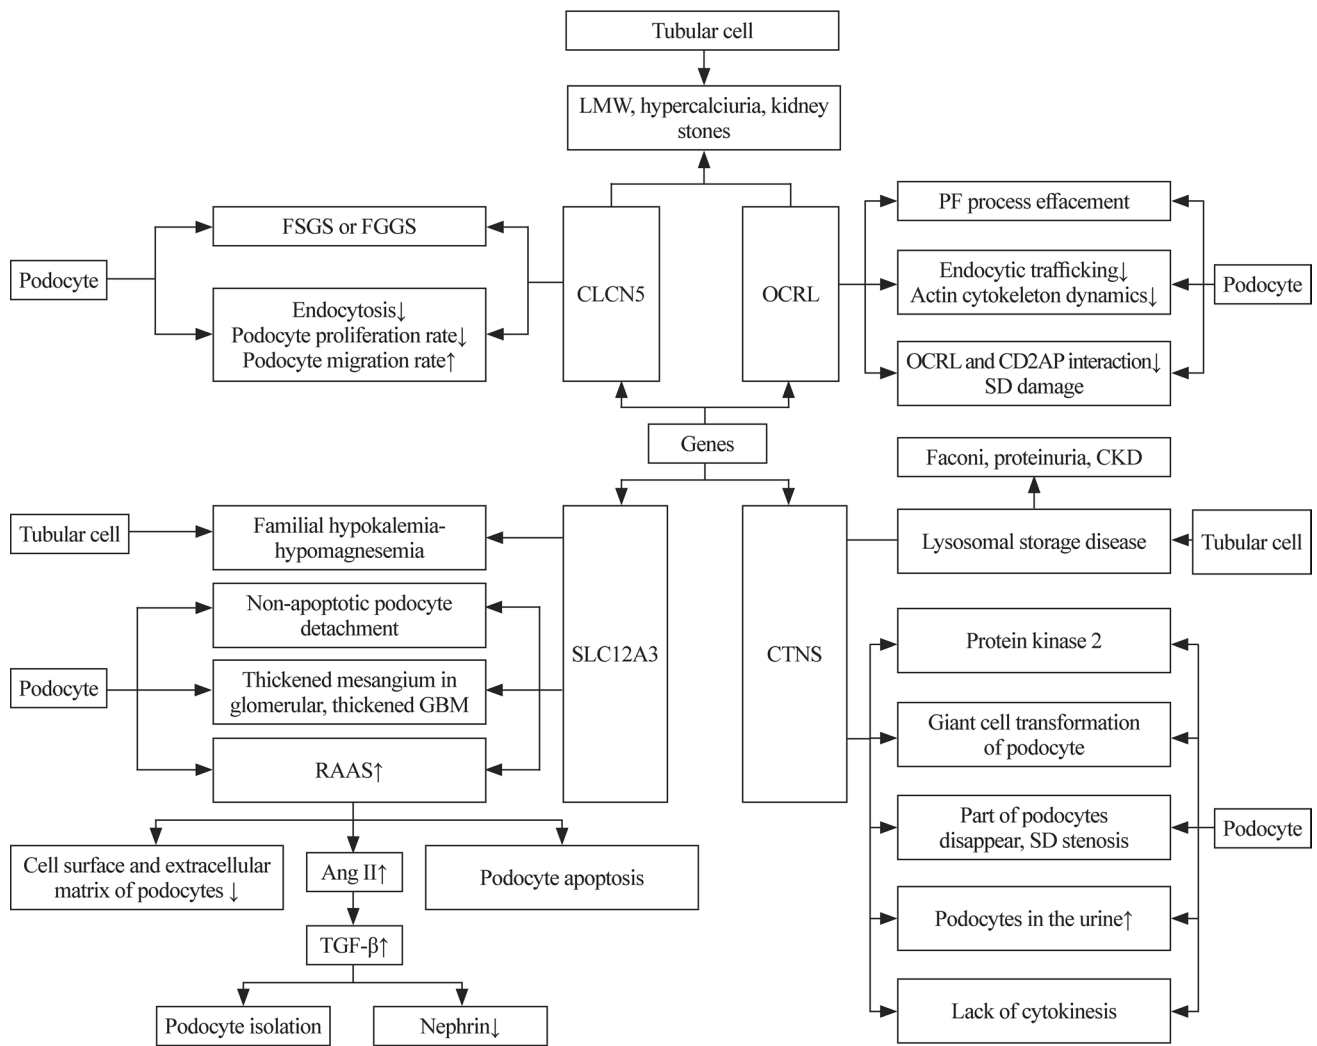 Tubular cell
LMW, hypercalciuria, kidney
stones
FSGS or FGGS
Podocyte
Endocytosis↓
Podocyte proliferation rate↓
Podocyte migration rate↑
CLCN5
OCRL
PF process effacement
Endocytic trafficking↓
Actin cytokeleton dynamics↓
OCRL and CD2AP interaction↓
SD damage
Podocyte
Genes
Tubular cell
Familial hypokalemia-
hypomagnesemia
Non-apoptotic podocyte
detachment
Podocyte
Thickened mesangium in
glomerular, thickened GBM
RAAS↑
SLC12A3
CTNS
Faconi, proteinuria, CKD
Lysosomal storage disease
Tubular cell
Protein kinase 2
Giant cell transformation
of podocyte
Part of podocytes
disappear, SD stenosis
Podocyte
Podocytes in the urine↑
Lack of cytokinesis
Cell surface and extracellular
matrix of podocytes ↓
Ang II↑
Podocyte apoptosis
TGF-β↑
Podocyte isolation
Nephrin↓